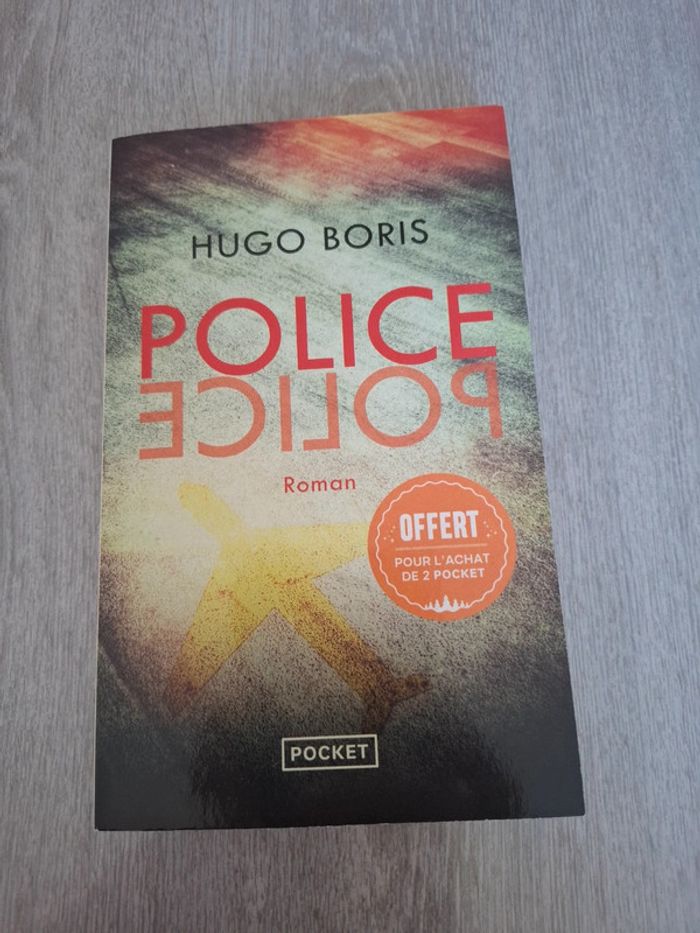 HUGO BORIS
POLICE
POLICE
Roman
OFFERT
POUR L'ACHAT
DE 2 POCKET
POCKET